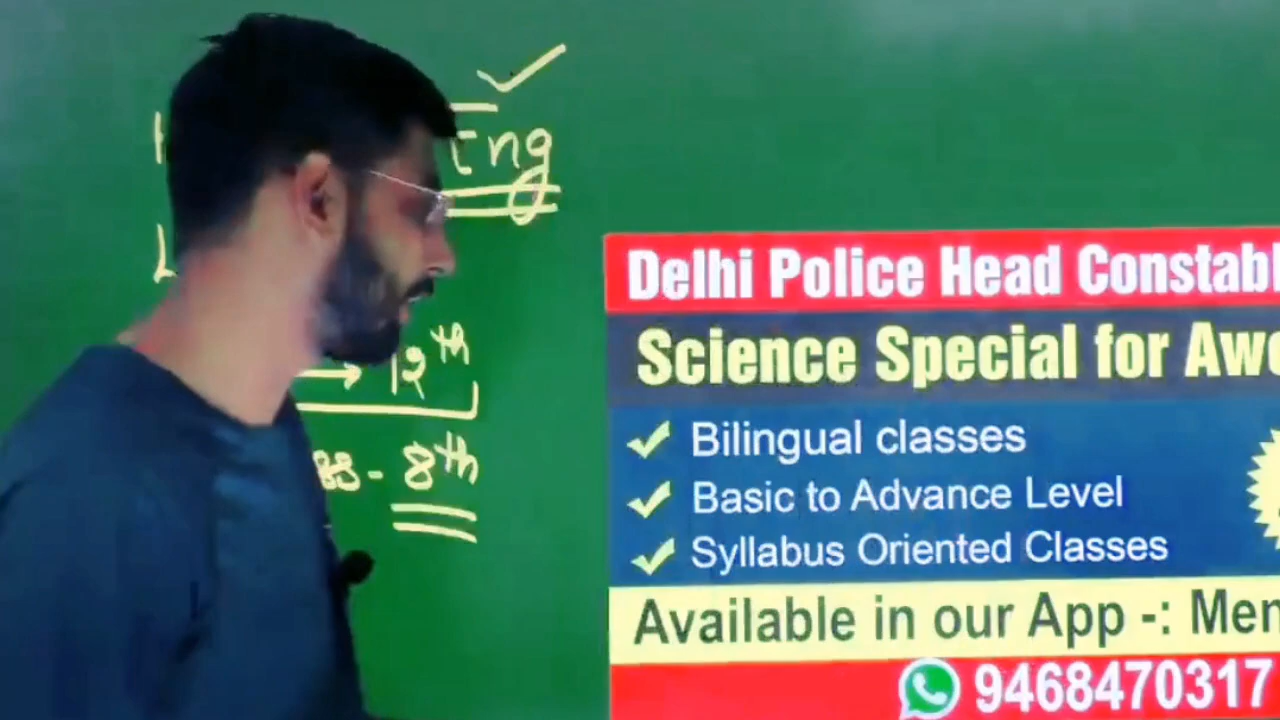 Eng
12th
8th
Delhi Police Head Constabl
Science Special for Awe
Bilingual classes
Basic to Advance Level
Syllabus Oriented Classes
Available in our App -: Men
9468470317